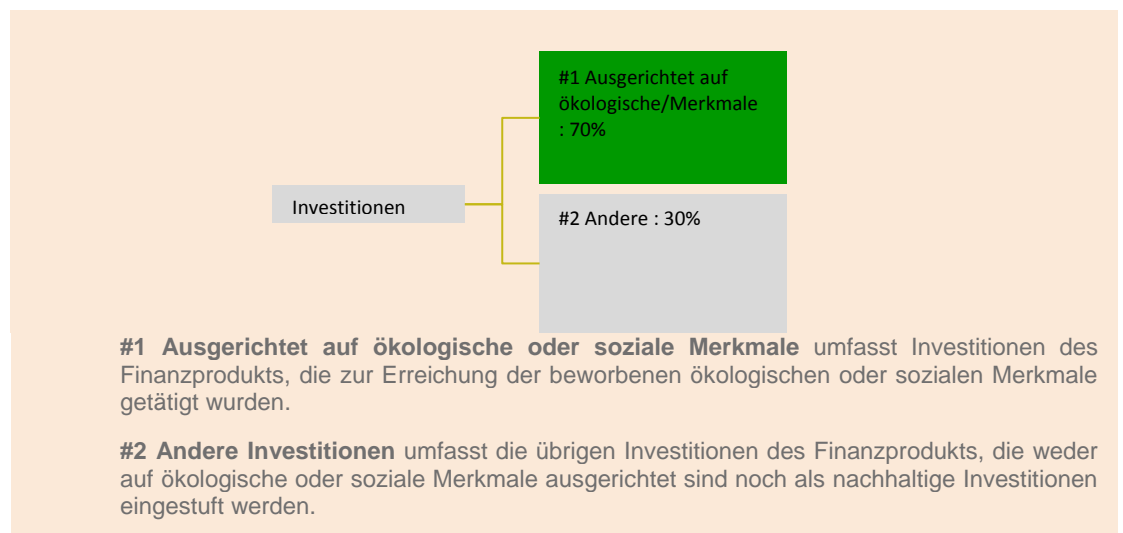 #1 Ausgerichtet auf
ökologische/Merkmale
: 70%
Investitionen
#2 Andere : 30%
#1 Ausgerichtet auf ökologische oder soziale Merkmale umfasst Investitionen des
Finanzprodukts, die zur Erreichung der beworbenen ökologischen oder sozialen Merkmale
getätigt wurden.
#2 Andere Investitionen umfasst die übrigen Investitionen des Finanzprodukts, die weder
auf ökologische oder soziale Merkmale ausgerichtet sind noch als nachhaltige Investitionen
eingestuft werden.